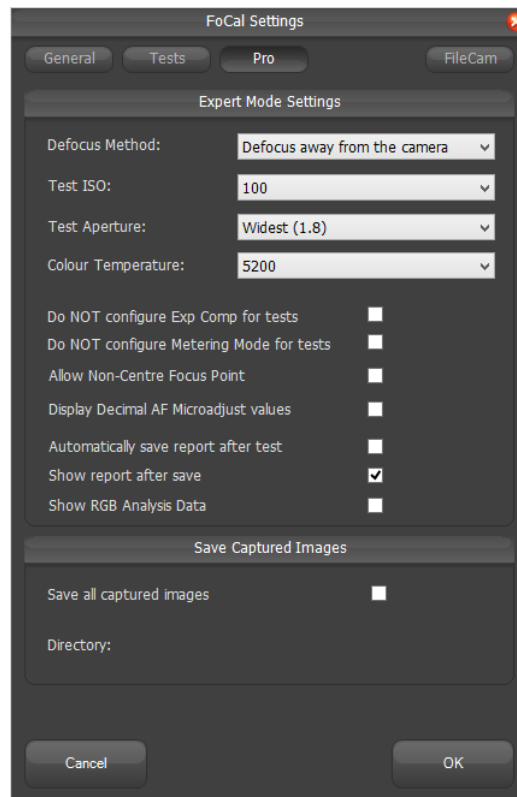 FoCal Settings
General Tests Pro FileCam
Expert Mode Settings
Defocus Method: Defocus away from the camera
Test ISO: 100
Test Aperture: Widest (1.8)
Colour Temperature: 5200
Do NOT configure Exp Comp for tests
Do NOT configure Metering Mode for tests
Allow Non-Centre Focus Point
Display Decimal AF Microadjust values
Automatically save report after test
Show report after save
Show RGB Analysis Data
Save Captured Images
Save all captured images
Directory:
Cancel OK